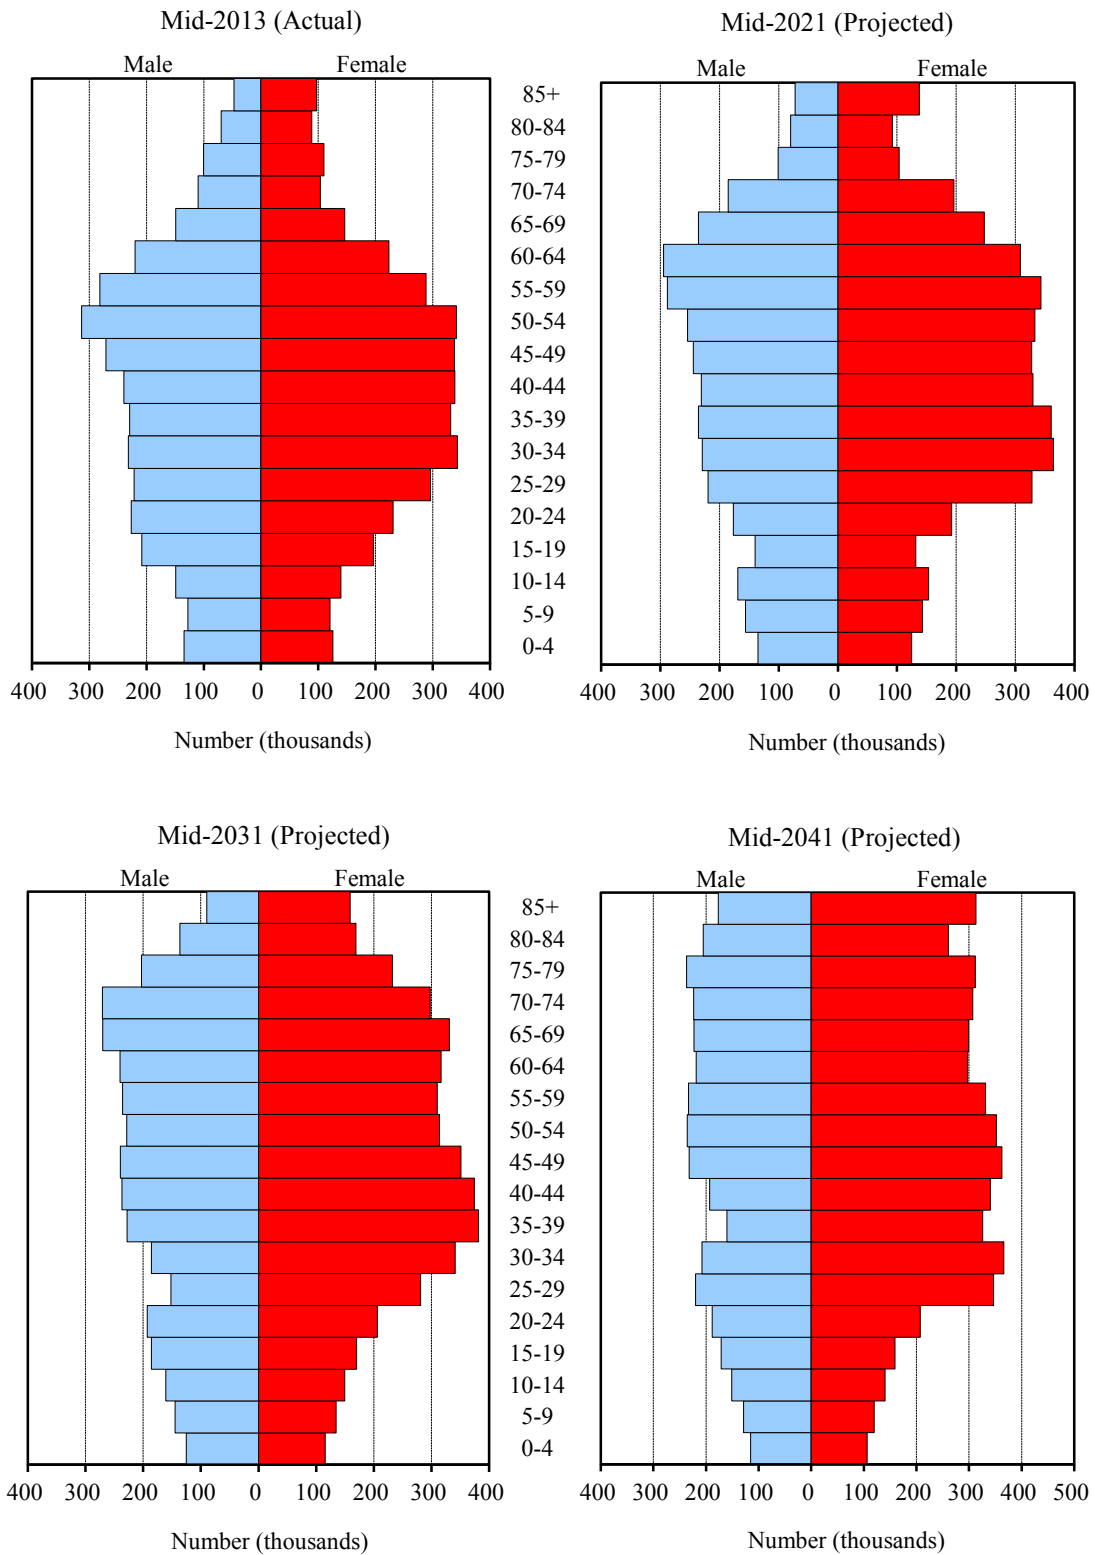 Mid-2013 (Actual)
Mid-2021 (Projected)
Male Female
Male Female
85+
80-84
75-79
70-74
65-69
60-64
55-59
50-54
45-49
40-44
35-39
30-34
25-29
20-24
15-19
10-14
5-9
0-4
400 300 200 100 0 100 200 300 400
400 300 200 100 0 100 200 300 400
Number (thousands)
Number (thousands)
Mid-2031 (Projected)
Mid-2041 (Projected)
Male Female
Male Female
85+
80-84
75-79
70-74
65-69
60-64
55-59
50-54
45-49
40-44
35-39
30-34
25-29
20-24
15-19
10-14
5-9
0-4
400 300 200 100 0 100 200 300 400
400 300 200 100 0 100 200 300 400 500
Number (thousands)
Number (thousands)